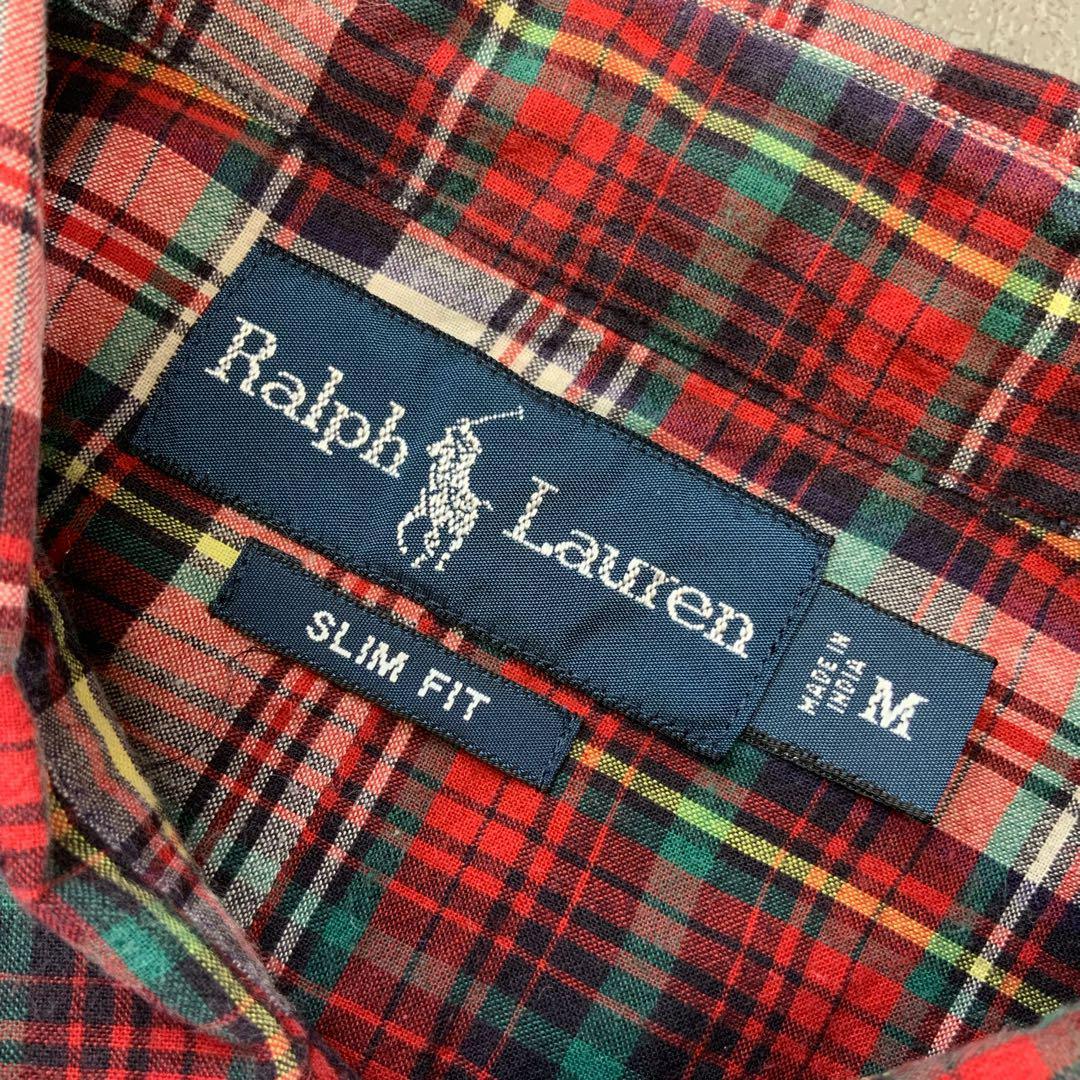 Ralph Lauren
SLIM FIT
MADE IN
INDIA
M